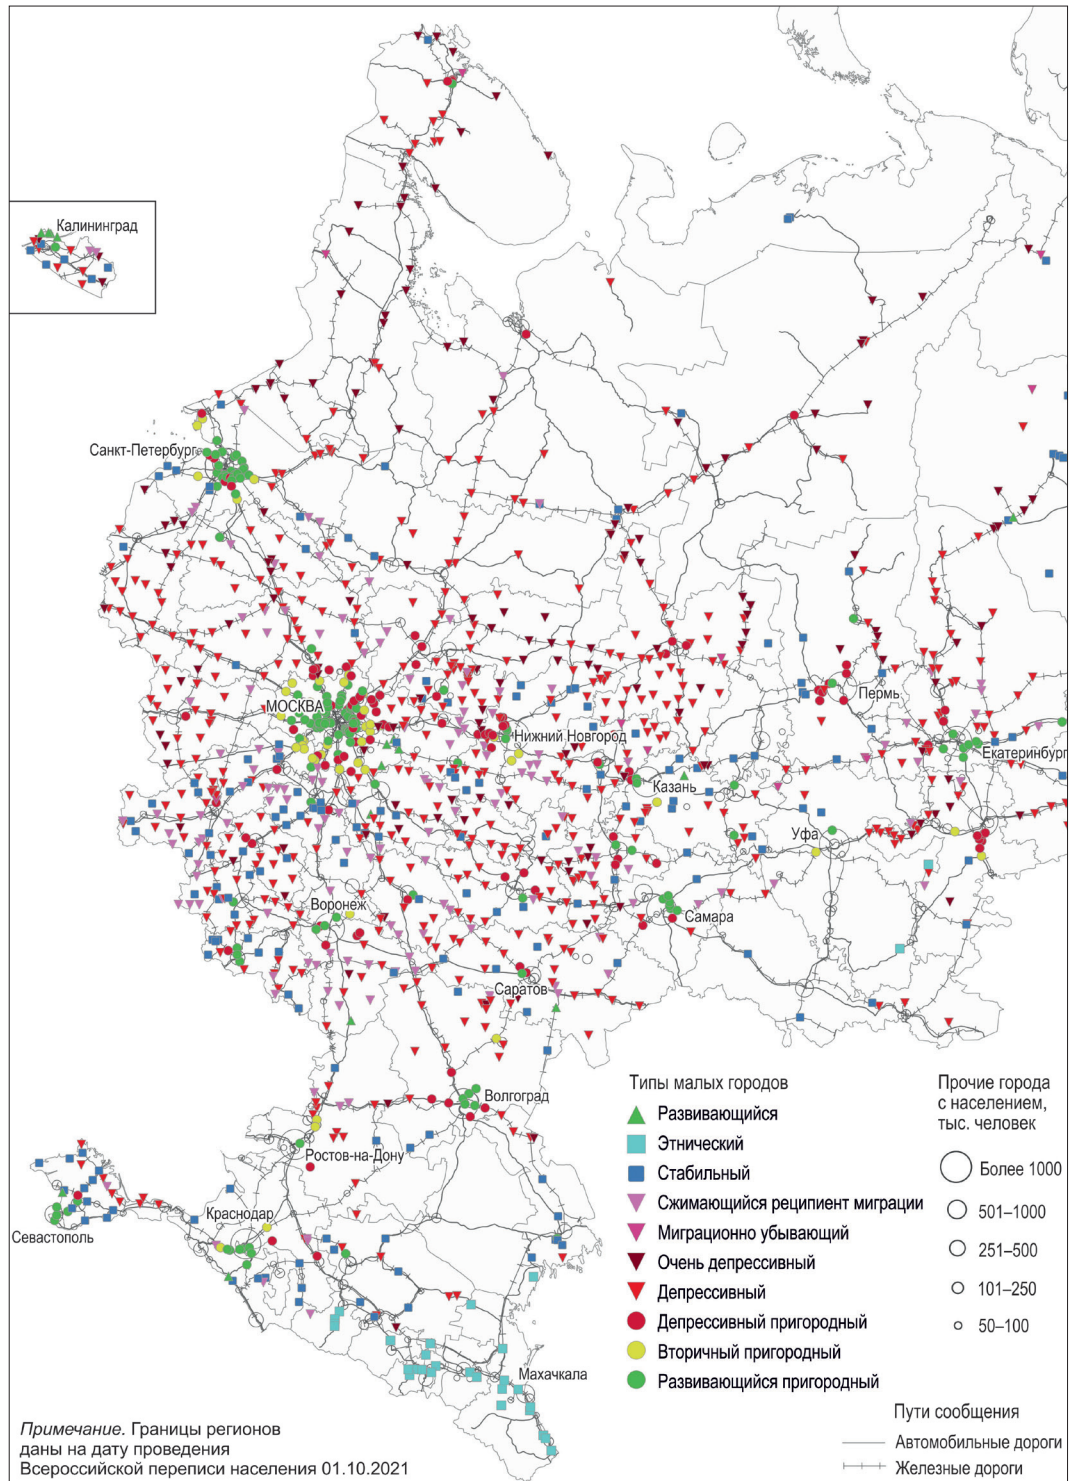 Калининград
Санкт-Петербург
МОСКВА
Нижний Новгород
Пермь
Екатеринбург
Казань
Уфа
Воронеж
Самара
Саратов
Волгоград
Ростов-на-Дону
Краснодар
Севастополь
Махачкала
Типы малых городов
Развивающийся
Этнический
Стабильный
Сжимающийся реципиент миграции
Миграционно убывающий
Очень депрессивный
Депрессивный
Депрессивный пригородный
Вторичный пригородный
Развивающийся пригородный
Прочие города
с населением,
тыс. человек
Более 1000
501–1000
251–500
101–250
50–100
Пути сообщения
Автомобильные дороги
Железные дороги
Примечание. Границы регионов
даны на дату проведения
Всероссийской переписи населения 01.10.2021